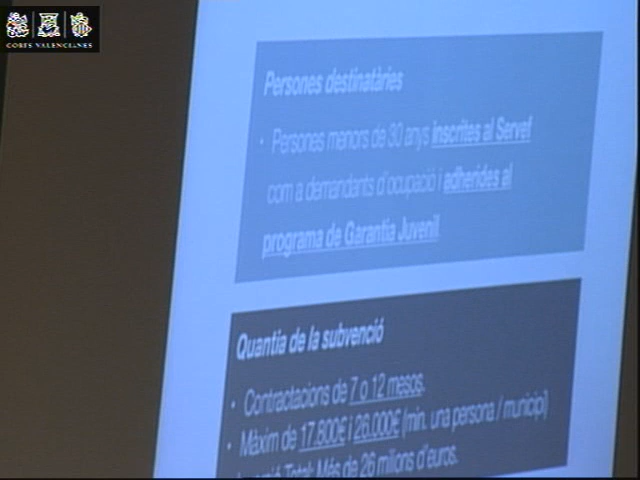 CORTS VALENCIANES
Persones destinatàries
· Persones menors de 30 anys inscrites al Servef
com a demandants d'ocupació i adherides al
programa de Garantia Juvenil
Quantia de la subvenció
· Contractacions de 7 o 12 mesos.
· Màxim de 17.800€ i 26.000€ (min. una persona / municipi)
Total: Més de 26 milions d'euros.